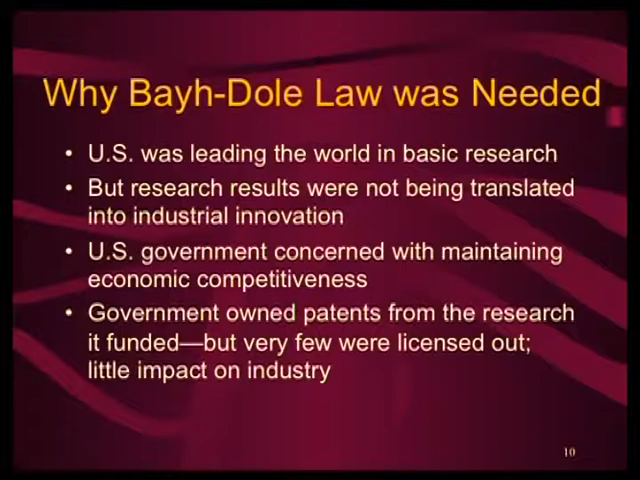 Why Bayh-Dole Law was Needed
• U.S. was leading the world in basic research
• But research results were not being translated
into industrial innovation
• U.S. government concerned with maintaining
economic competitiveness
• Government owned patents from the research
it funded—but very few were licensed out;
little impact on industry
10